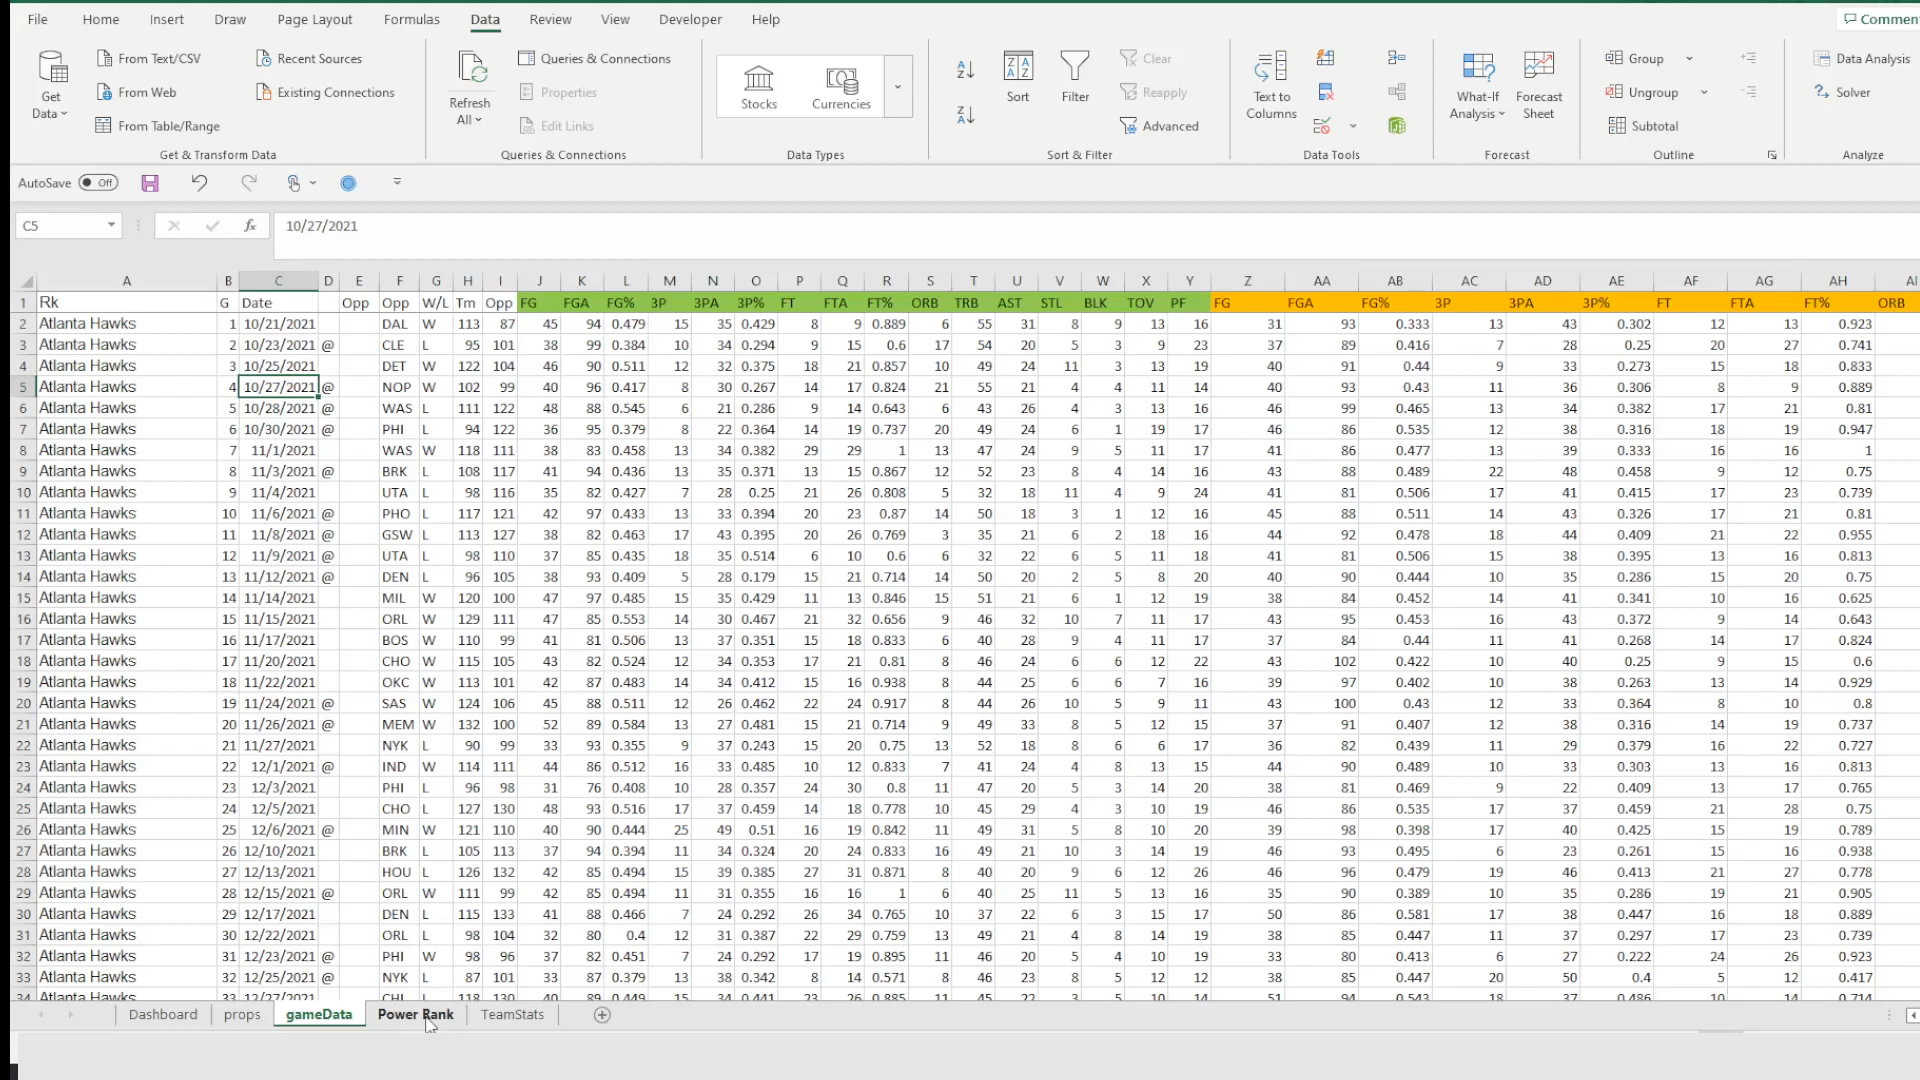 File Home Insert Draw Page Layout Formulas Data Review View Developer Help Commen
Get Data From Text/CSV From Web From Table/Range Recent Sources Existing Connections
Get & Transform Data
Refresh All Queries & Connections Properties Edit Links
Queries & Connections
Stocks Currencies
Data Types
Sort Filter Clear Reapply Advanced
Sort & Filter
Text to Columns
Data Tools
What-If Analysis Forecast Sheet
Forecast
Group Ungroup Subtotal
Outline
Data Analysis Solver
Analyze
AutoSave Off
C5 fx 10/27/2021
A B C D E F G H I J K L M N O P Q R S T U V W X Y Z AA AB AC AD AE AF AG AH AI
1 Rk G Date Opp Opp W/L Tm Opp FG FGA FG% 3P 3PA 3P% FT FTA FT% ORB TRB AST STL BLK TOV PF FG FGA FG% 3P 3PA 3P% FT FTA FT% ORB
2 Atlanta Hawks 1 10/21/2021 DAL W 113 87 45 94 0.479 15 35 0.429 8 9 0.889 6 55 31 8 9 13 16 31 93 0.333 13 43 0.302 12 13 0.923
3 Atlanta Hawks 2 10/23/2021 @ CLE L 95 101 38 99 0.384 10 34 0.294 9 15 0.6 17 54 20 5 3 9 23 37 89 0.416 7 28 0.25 20 27 0.741
4 Atlanta Hawks 3 10/25/2021 DET W 122 104 46 90 0.511 12 32 0.375 18 21 0.857 10 49 24 11 3 13 19 40 91 0.44 9 33 0.273 15 18 0.833
5 Atlanta Hawks 4 10/27/2021 @ NOP W 102 99 40 96 0.417 8 30 0.267 14 17 0.824 21 55 21 4 4 11 14 40 93 0.43 11 36 0.306 8 9 0.889
6 Atlanta Hawks 5 10/28/2021 @ WAS L 111 122 48 88 0.545 6 21 0.286 9 14 0.643 6 43 26 4 3 13 16 46 99 0.465 13 34 0.382 17 21 0.81
7 Atlanta Hawks 6 10/30/2021 @ PHI L 94 122 36 95 0.379 8 22 0.364 14 19 0.737 20 49 24 6 1 19 17 46 86 0.535 12 38 0.316 18 19 0.947
8 Atlanta Hawks 7 11/1/2021 WAS W 118 111 38 83 0.458 13 34 0.382 29 29 1 13 47 24 9 5 11 17 41 86 0.477 13 39 0.333 16 16 1
9 Atlanta Hawks 8 11/3/2021 @ BRK L 108 117 41 94 0.436 13 35 0.371 13 15 0.867 12 52 23 8 4 14 16 43 88 0.489 22 48 0.458 9 12 0.75
10 Atlanta Hawks 9 11/4/2021 UTA L 98 116 35 82 0.427 7 28 0.25 21 26 0.808 5 32 18 11 4 9 24 41 81 0.506 17 41 0.415 17 23 0.739
11 Atlanta Hawks 10 11/6/2021 @ PHO L 117 121 42 97 0.433 13 33 0.394 20 23 0.87 14 50 18 3 1 12 16 45 88 0.511 14 43 0.326 17 21 0.81
12 Atlanta Hawks 11 11/8/2021 @ GSW L 113 127 38 82 0.463 17 43 0.395 20 26 0.769 3 35 21 6 2 18 16 44 92 0.478 18 44 0.409 21 22 0.955
13 Atlanta Hawks 12 11/9/2021 @ UTA L 98 110 37 85 0.435 18 35 0.514 6 10 0.6 6 32 22 6 5 11 18 41 81 0.506 15 38 0.395 13 16 0.813
14 Atlanta Hawks 13 11/12/2021 @ DEN L 96 105 38 93 0.409 5 28 0.179 15 21 0.714 14 50 20 2 5 8 20 40 90 0.444 10 35 0.286 15 20 0.75
15 Atlanta Hawks 14 11/14/2021 MIL W 120 100 47 97 0.485 15 35 0.429 11 13 0.846 15 51 21 6 1 12 19 38 84 0.452 14 41 0.341 10 16 0.625
16 Atlanta Hawks 15 11/15/2021 ORL W 129 111 47 85 0.553 14 30 0.467 21 32 0.656 9 46 32 10 7 11 17 43 95 0.453 16 43 0.372 9 14 0.643
17 Atlanta Hawks 16 11/17/2021 BOS W 110 99 41 81 0.506 13 37 0.351 15 18 0.833 6 40 28 9 4 11 17 37 84 0.44 11 41 0.268 14 17 0.824
18 Atlanta Hawks 17 11/20/2021 CHO W 115 105 43 82 0.524 12 34 0.353 17 21 0.81 8 46 24 6 6 12 22 43 102 0.422 10 40 0.25 9 15 0.6
19 Atlanta Hawks 18 11/22/2021 OKC W 113 101 42 87 0.483 14 34 0.412 15 16 0.938 8 44 25 6 6 7 16 39 97 0.402 10 38 0.263 13 14 0.929
20 Atlanta Hawks 19 11/24/2021 @ SAS W 124 106 45 88 0.511 12 26 0.462 22 24 0.917 8 44 26 10 5 9 11 43 100 0.43 12 33 0.364 8 10 0.8
21 Atlanta Hawks 20 11/26/2021 @ MEM W 132 100 52 89 0.584 13 27 0.481 15 21 0.714 9 49 33 8 5 12 15 37 91 0.407 12 38 0.316 14 19 0.737
22 Atlanta Hawks 21 11/27/2021 NYK L 90 99 33 93 0.355 9 37 0.243 15 20 0.75 13 52 18 8 6 6 17 36 82 0.439 11 29 0.379 16 22 0.727
23 Atlanta Hawks 22 12/1/2021 @ IND W 114 111 44 86 0.512 16 33 0.485 10 12 0.833 7 41 24 4 8 13 15 44 90 0.489 10 33 0.303 13 16 0.813
24 Atlanta Hawks 23 12/3/2021 PHI L 96 98 31 76 0.408 10 28 0.357 24 30 0.8 11 47 20 5 3 14 20 38 81 0.469 9 22 0.409 13 17 0.765
25 Atlanta Hawks 24 12/5/2021 CHO L 127 130 48 93 0.516 17 37 0.459 14 18 0.778 10 45 29 4 3 10 19 46 86 0.535 17 37 0.459 21 28 0.75
26 Atlanta Hawks 25 12/6/2021 @ MIN W 121 110 40 90 0.444 25 49 0.51 16 19 0.842 11 49 31 5 8 10 20 39 98 0.398 17 40 0.425 15 19 0.789
27 Atlanta Hawks 26 12/10/2021 BRK L 105 113 37 94 0.394 11 34 0.324 20 24 0.833 16 49 21 10 3 14 19 46 93 0.495 6 23 0.261 15 16 0.938
28 Atlanta Hawks 27 12/13/2021 HOU L 126 132 42 85 0.494 15 39 0.385 27 31 0.871 8 40 20 9 6 12 26 46 96 0.479 19 46 0.413 21 27 0.778
29 Atlanta Hawks 28 12/15/2021 @ ORL W 111 99 42 85 0.494 11 31 0.355 16 16 1 6 40 25 11 5 13 16 35 90 0.389 10 35 0.286 19 21 0.905
30 Atlanta Hawks 29 12/17/2021 DEN L 115 133 41 88 0.466 7 24 0.292 26 34 0.765 10 37 22 6 3 15 17 50 86 0.581 17 38 0.447 16 18 0.889
31 Atlanta Hawks 30 12/22/2021 ORL L 98 104 32 80 0.4 12 31 0.387 22 29 0.759 13 49 21 4 8 14 19 38 85 0.447 11 37 0.297 17 23 0.739
32 Atlanta Hawks 31 12/23/2021 @ PHI W 98 96 37 82 0.451 7 24 0.292 17 19 0.895 11 46 20 5 4 10 19 33 80 0.413 6 27 0.222 24 26 0.923
33 Atlanta Hawks 32 12/25/2021 @ NYK L 87 101 33 87 0.379 13 38 0.342 8 14 0.571 8 46 23 8 5 12 12 38 85 0.447 20 50 0.4 5 12 0.417
34 Atlanta Hawks 33 12/27/2021 CHI L 118 130 40 89 0.449 15 34 0.441 23 26 0.885 11 45 22 3 5 10 14 51 94 0.543 18 37 0.486 10 14 0.714
Dashboard props gameData Power Rank TeamStats